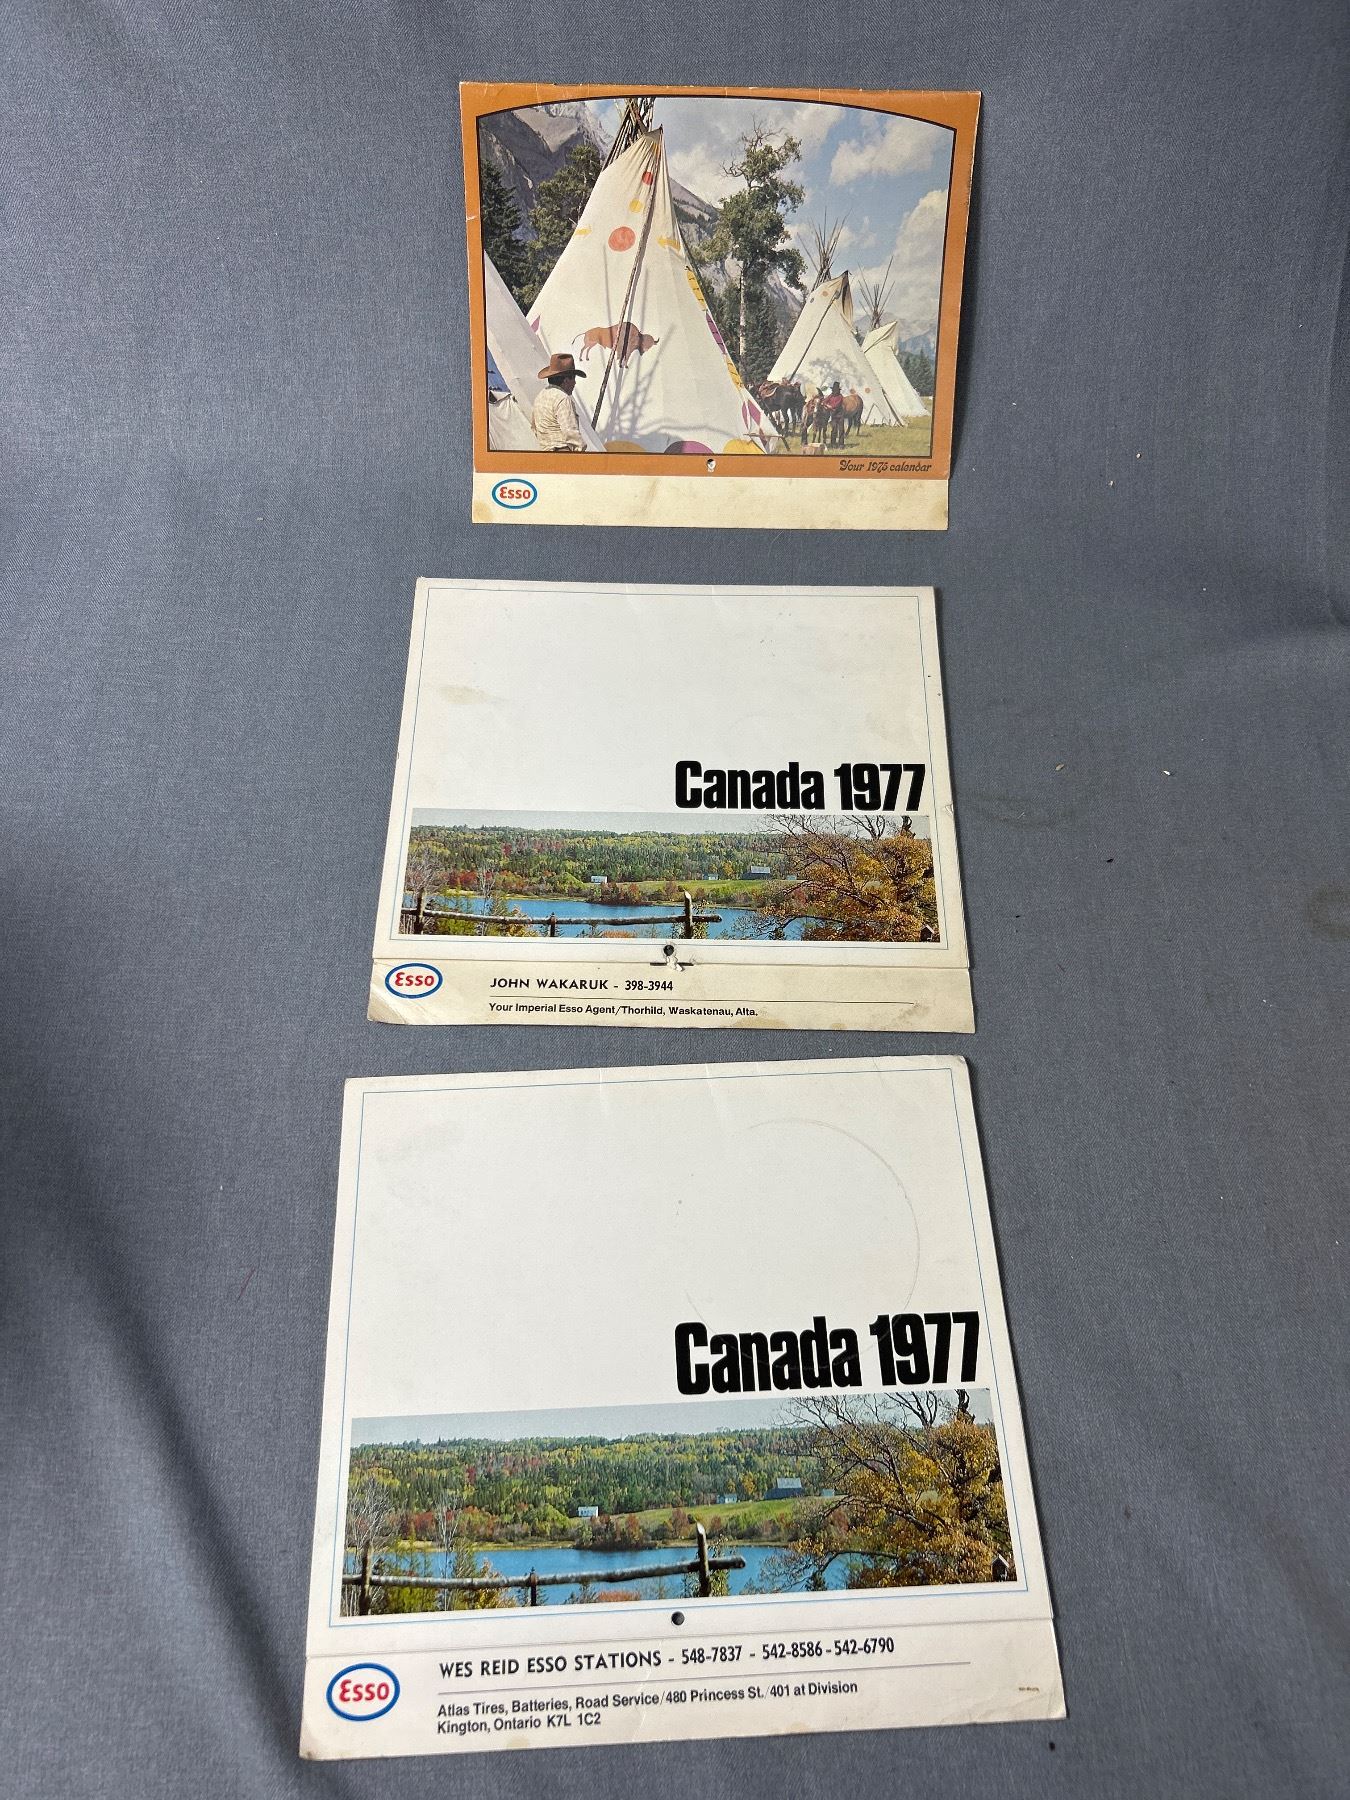 Your 1975 calendar
Esso
Canada 1977
Esso
JOHN WAKARUK - 398-3944
Your Imperial Esso Agent/Thorhild, Waskatenau, Alta.
Canada 1977
Esso
WES REID ESSO STATIONS - 548-7837 - 542-8586 - 542-6790
Atlas Tires, Batteries, Road Service/480 Princess St./401 at Division
Kington, Ontario K7L 1C2